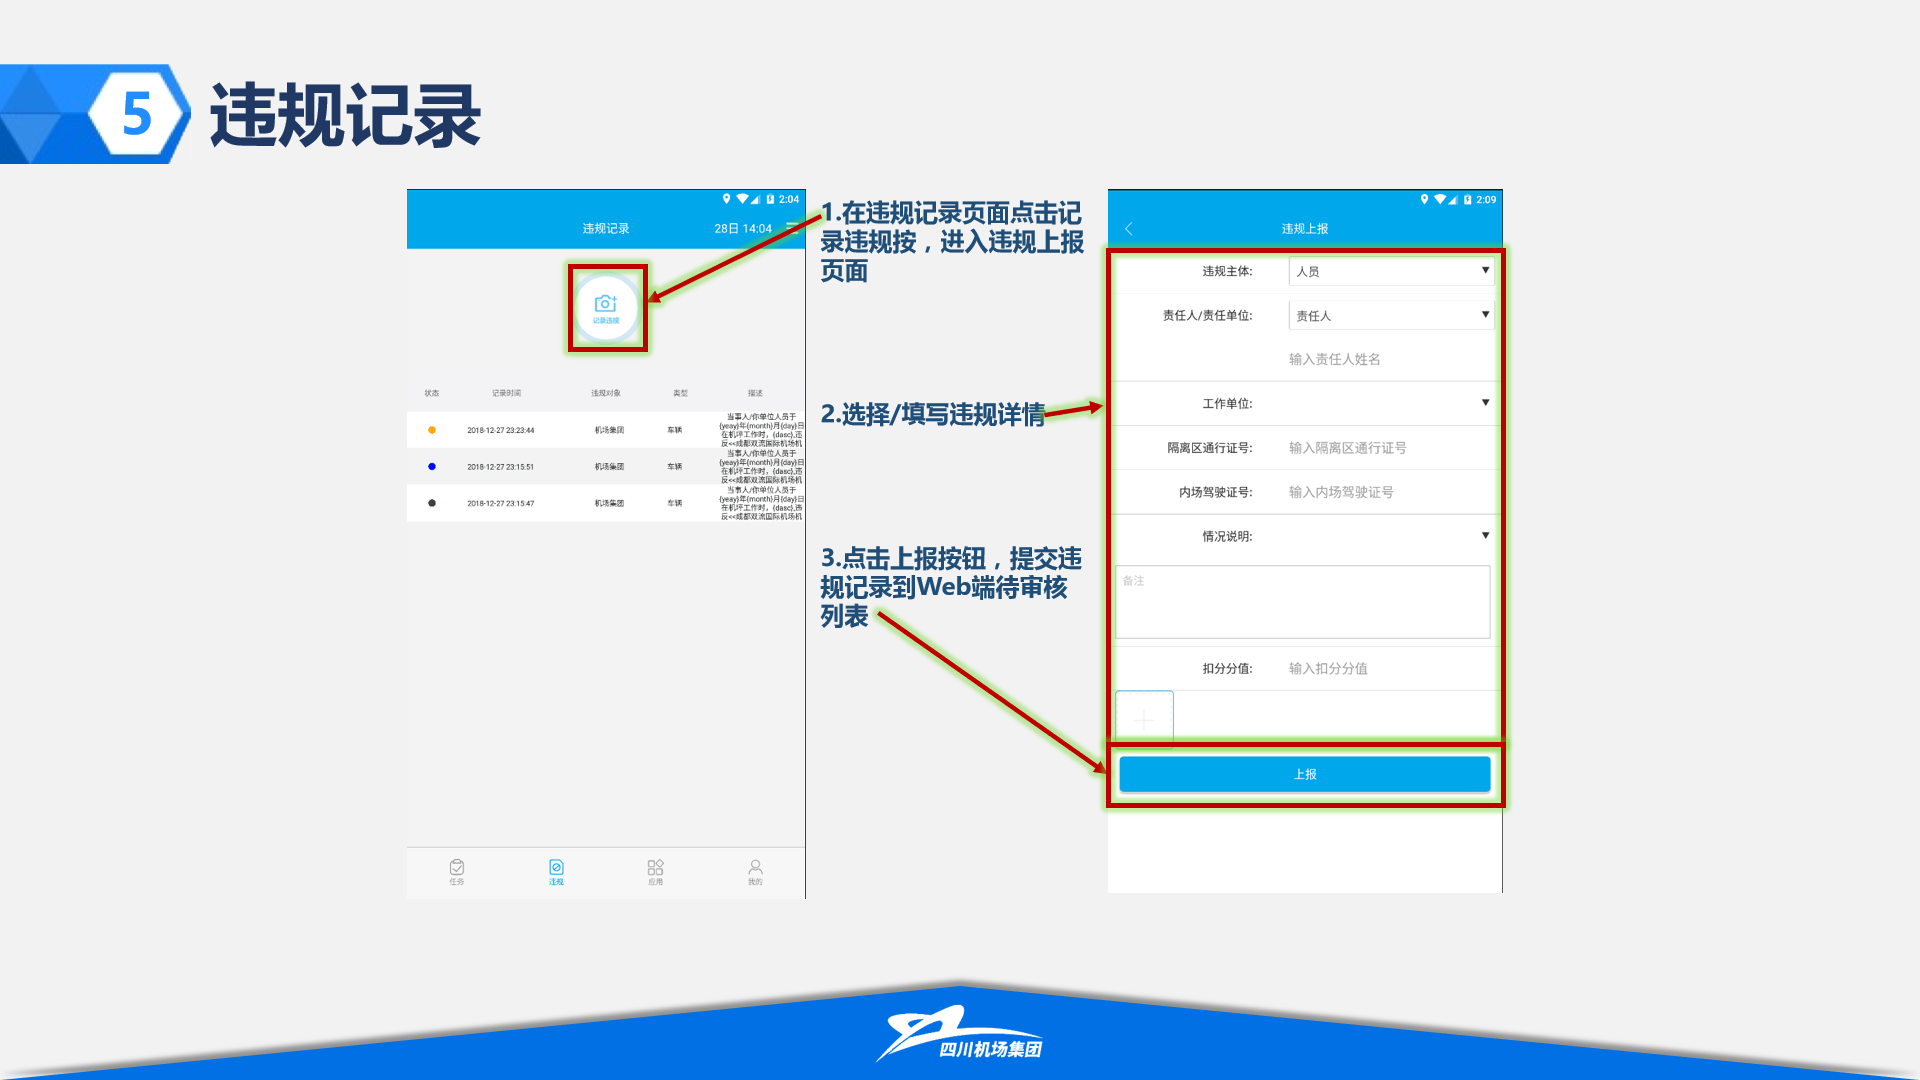 5
违规记录
2:04
违规记录
28日 14:04
记录违规
状态
记录时间
违规对象
类型
描述
2018-12-27 23:23:44
机场集团
车辆
当事人/你单位人员于
{yeay}年{month}月{day}日
在机坪工作时，{dasc},违
反<<成都双流国际机场机
2018-12-27 23:15:51
机场集团
车辆
当事人/你单位人员于
{yeay}年{month}月{day}日
在机坪工作时，{dasc},违
反<<成都双流国际机场机
2018-12-27 23:15:47
机场集团
车辆
当事人/你单位人员于
{yeay}年{month}月{day}日
在机坪工作时，{dasc},违
反<<成都双流国际机场机
任务
违规
应用
我的
1.在违规记录页面点击记
录违规按，进入违规上报
页面
2.选择/填写违规详情
3.点击上报按钮，提交违
规记录到Web端待审核
列表
2:09
违规上报
违规主体:
人员
责任人/责任单位:
责任人
输入责任人姓名
工作单位:
隔离区通行证号:
输入隔离区通行证号
内场驾驶证号:
输入内场驾驶证号
情况说明:
备注
扣分分值:
输入扣分分值
上报
四川机场集团